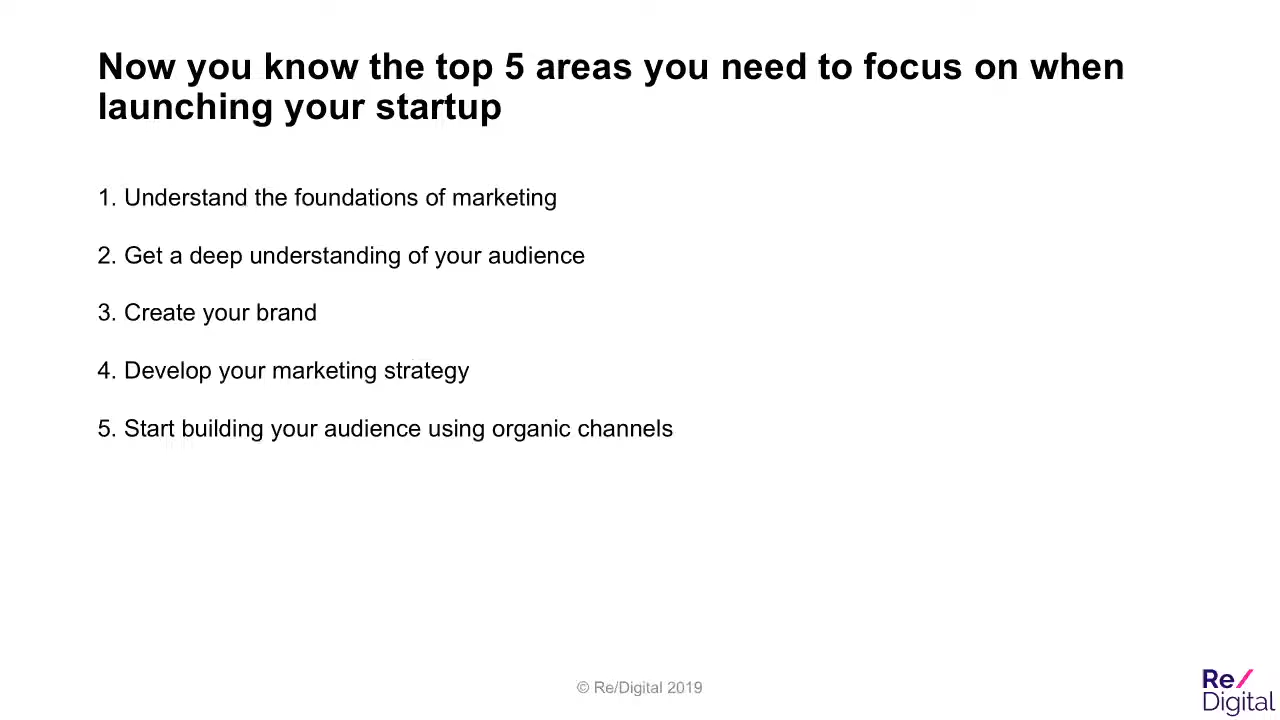 Now you know the top 5 areas you need to focus on when
launching your startup
1. Understand the foundations of marketing
2. Get a deep understanding of your audience
3. Create your brand
4. Develop your marketing strategy
5. Start building your audience using organic channels
© Re/Digital 2019
Re/
Digital